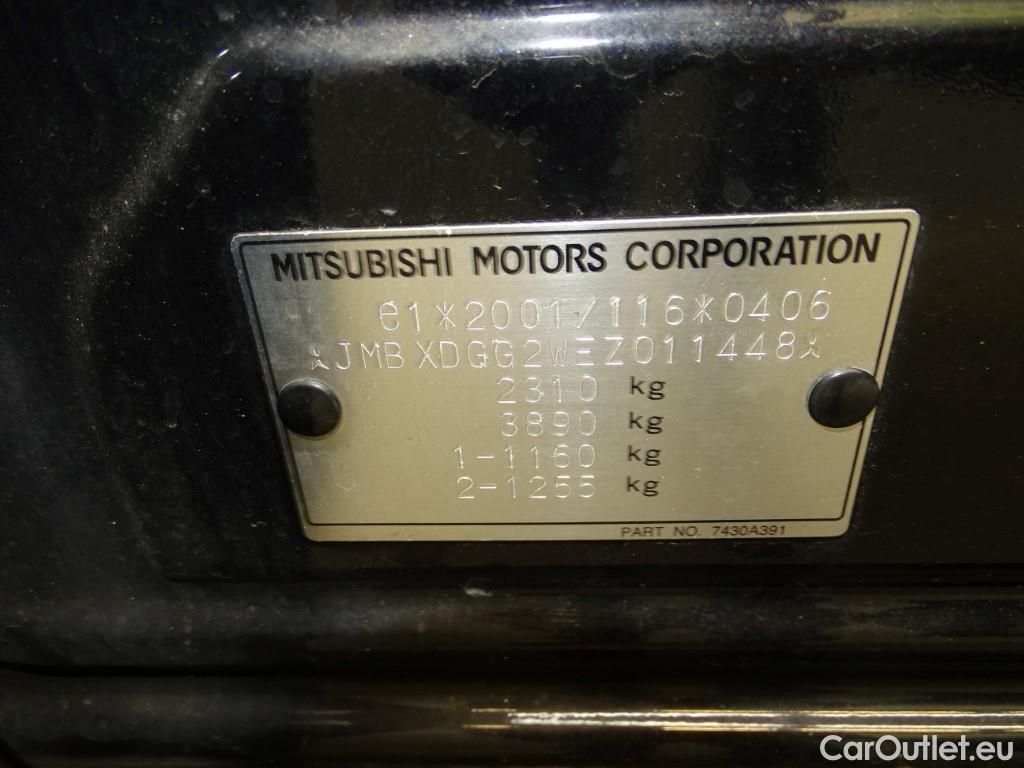 MITSUBISHI MOTORS CORPORATION
e1*2001/116*0406
*JMBXDGG2WEZ011448*
2310 kg
3890 kg
1-1160 kg
2-1255 kg
PART NO. 7430A391
CarOutlet.eu